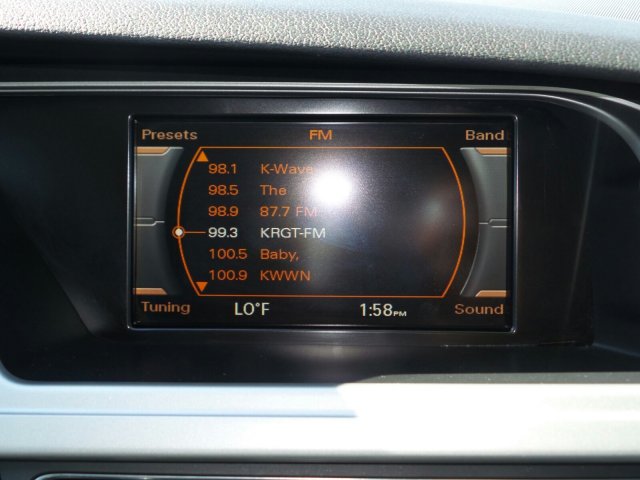 Presets FM Band
98.1 K-Wave
98.5 The
98.9 87.7 FM
99.3 KRGT-FM
100.5 Baby,
100.9 KWWN
Tuning LO°F 1:58PM Sound